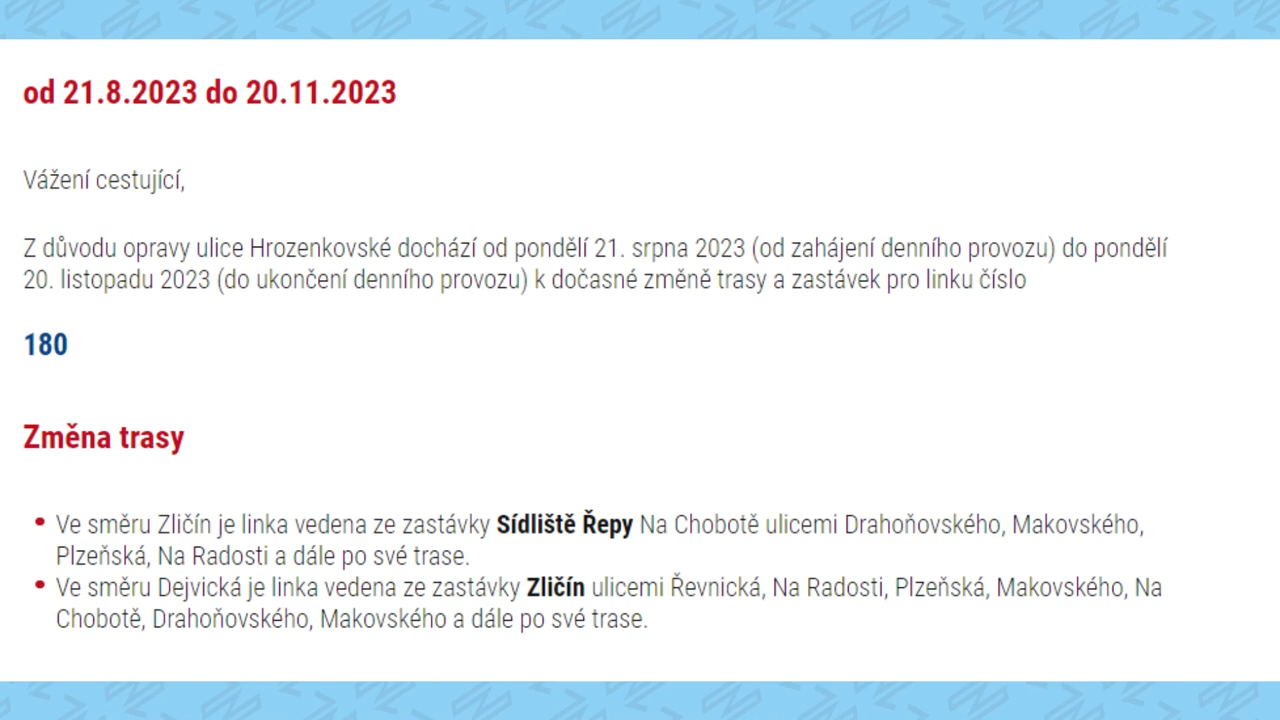 od 21.8.2023 do 20.11.2023
Vážení cestující,
Z důvodu opravy ulice Hrozenkovské dochází od pondělí 21. srpna 2023 (od zahájení denního provozu) do pondělí
20. listopadu 2023 (do ukončení denního provozu) k dočasné změně trasy a zastávek pro linku číslo
180
Změna trasy
• Ve směru Zličín je linka vedena ze zastávky Sídliště Řepy Na Chobotě ulicemi Drahoňovského, Makovského,
Plzeňská, Na Radosti a dále po své trase.
• Ve směru Dejvická je linka vedena ze zastávky Zličín ulicemi Řevnická, Na Radosti, Plzeňská, Makovského, Na
Chobotě, Drahoňovského, Makovského a dále po své trase.